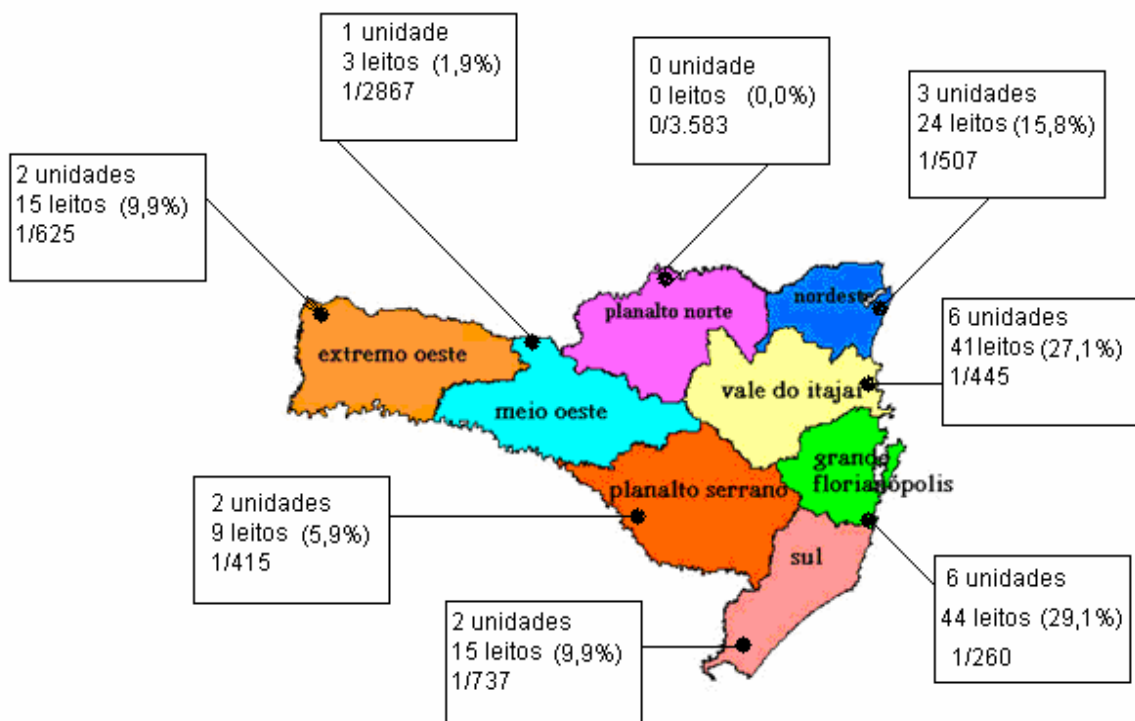 1 unidade
3 leitos (1,9%)
1/2867
0 unidade
0 leitos (0,0%)
0/3.583
3 unidades
24 leitos (15,8%)
1/507
2 unidades
15 leitos (9,9%)
1/625
6 unidades
41 leitos (27,1%)
1/445
nordeste
planalto norte
extremo oeste
vale do itajaí
meio oeste
grande
florianópolis
planalto serrano
sul
2 unidades
9 leitos (5,9%)
1/415
6 unidades
44 leitos (29,1%)
1/260
2 unidades
15 leitos (9,9%)
1/737